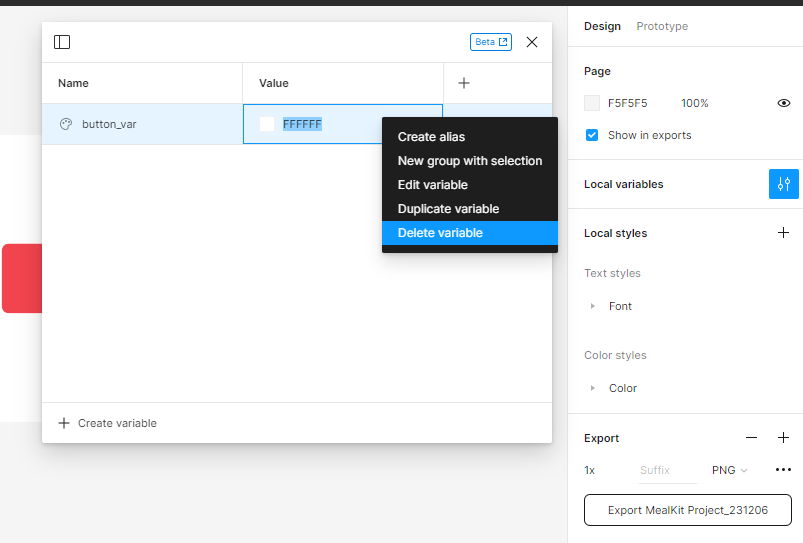 Beta
Name Value
button_var FFFFFF
Create alias
New group with selection
Edit variable
Duplicate variable
Delete variable
Create variable
Design Prototype
Page
F5F5F5 100%
Show in exports
Local variables
Local styles
Text styles
Font
Color styles
Color
Export
1x Suffix PNG
Export MealKit Project_231206